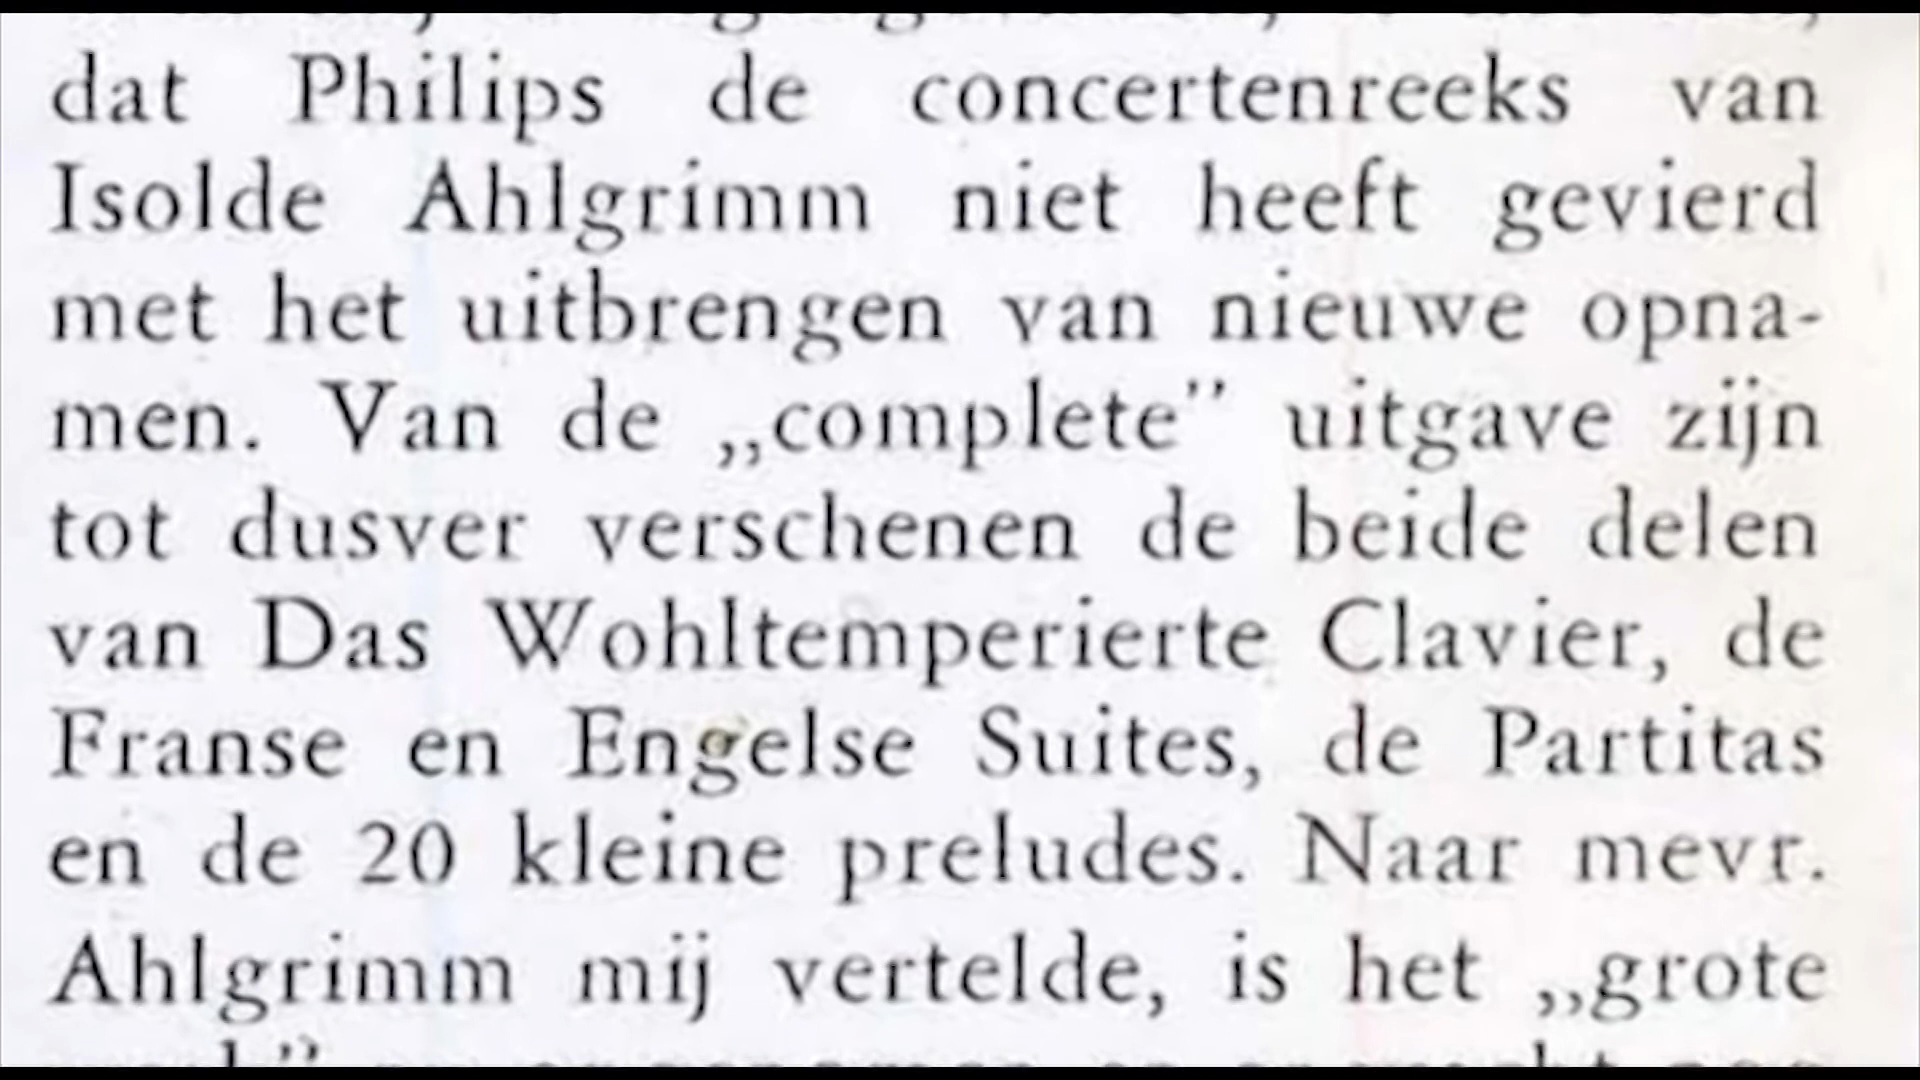 dat Philips de concertenreeks van
Isolde Ahlgrimm niet heeft gevierd
met het uitbrengen van nieuwe opna-
men. Van de „complete” uitgave zijn
tot dusver verschenen de beide delen
van Das Wohltemperierte Clavier, de
Franse en Engelse Suites, de Partitas
en de 20 kleine preludes. Naar mevr.
Ahlgrimm mij vertelde, is het „grote